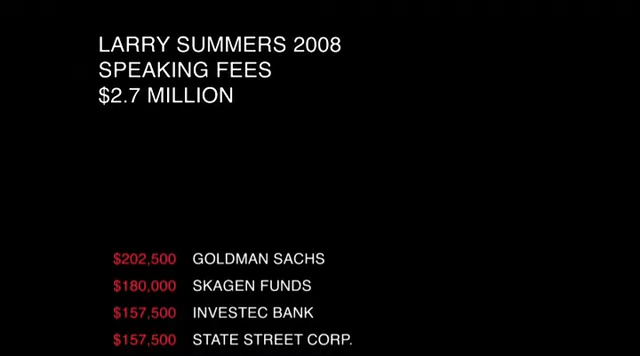 LARRY SUMMERS 2008
SPEAKING FEES
$2.7 MILLION
$202,500 GOLDMAN SACHS
$180,000 SKAGEN FUNDS
$157,500 INVESTEC BANK
$157,500 STATE STREET CORP.